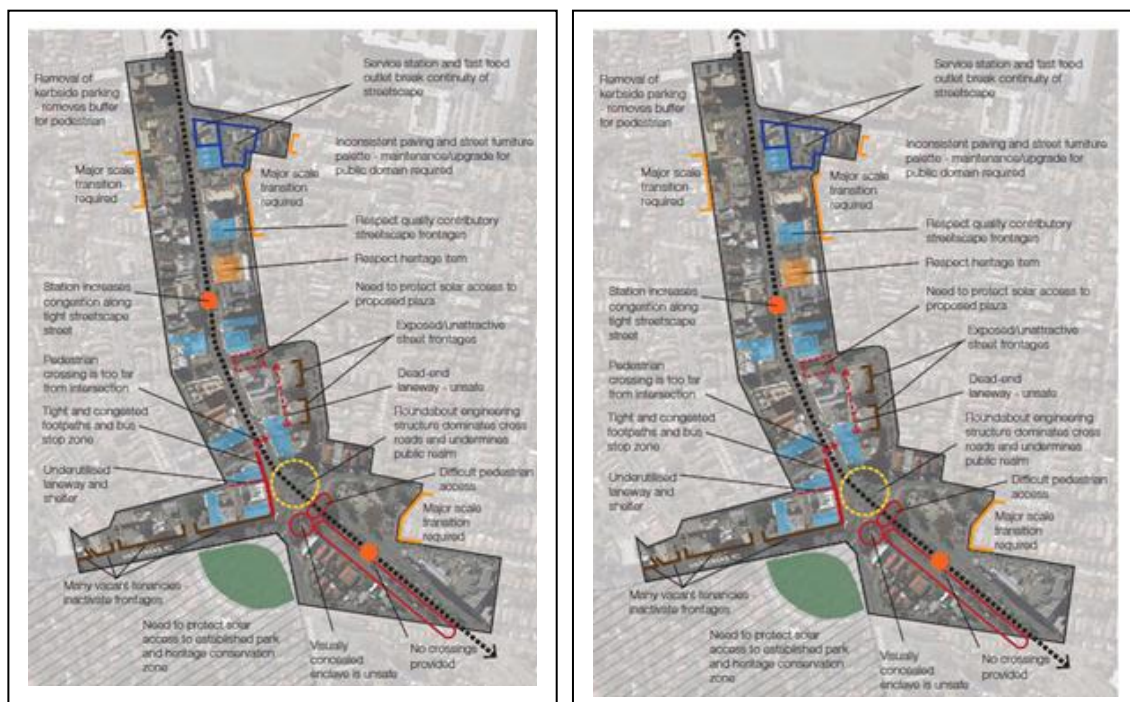 Service station and fast food
outlet break continuity of
streetscape
Removal of
kerbside parking
- removes buffer
for pedestrian
Inconsistent paving and street furniture
palette - maintenance/upgrade for
public domain required
Major scale
transition
required
Major scale
transition
required
Respect quality contributory
streetscape frontages
Respect heritage item
Station increases
congestion along
tight streetscape
street
Need to protect solar access to
proposed plaza
Exposed/unattractive
street frontages
Pedestrian
crossing is too far
from intersection
Dead-end
laneway - unsafe
Tight and congested
footpaths and bus
stop zone
Roundabout engineering
structure dominates cross
roads and undermines
public realm
Underutilised
laneway and
shelter
Difficult pedestrian
access
Major scale
transition
required
Many vacant tenancies
inactivate frontages
Need to protect solar
access to established park
and heritage conservation
zone
Visually
concealed
enclave is unsafe
No crossings
provided
Service station and fast food
outlet break continuity of
streetscape
Removal of
kerbside parking
- removes buffer
for pedestrian
Inconsistent paving and street furniture
palette - maintenance/upgrade for
public domain required
Major scale
transition
required
Major scale
transition
required
Respect quality contributory
streetscape frontages
Respect heritage item
Station increases
congestion along
tight streetscape
street
Need to protect solar access to
proposed plaza
Exposed/unattractive
street frontages
Pedestrian
crossing is too far
from intersection
Dead-end
laneway - unsafe
Tight and congested
footpaths and bus
stop zone
Roundabout engineering
structure dominates cross
roads and undermines
public realm
Underutilised
laneway and
shelter
Difficult pedestrian
access
Major scale
transition
required
Many vacant tenancies
inactivate frontages
Need to protect solar
access to established park
and heritage conservation
zone
Visually
concealed
enclave is unsafe
No crossings
provided